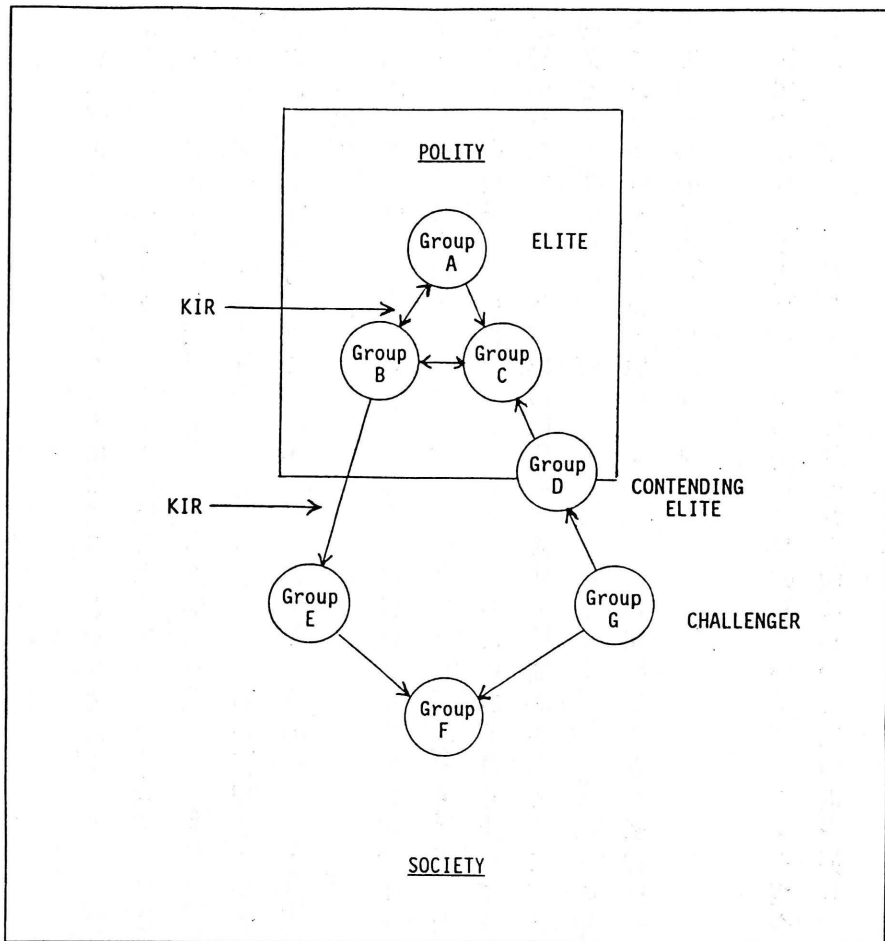 POLITY
Group
A
ELITE
KIR
Group
B
Group
C
Group
D
CONTENDING
ELITE
KIR
Group
E
Group
G
CHALLENGER
Group
F
SOCIETY